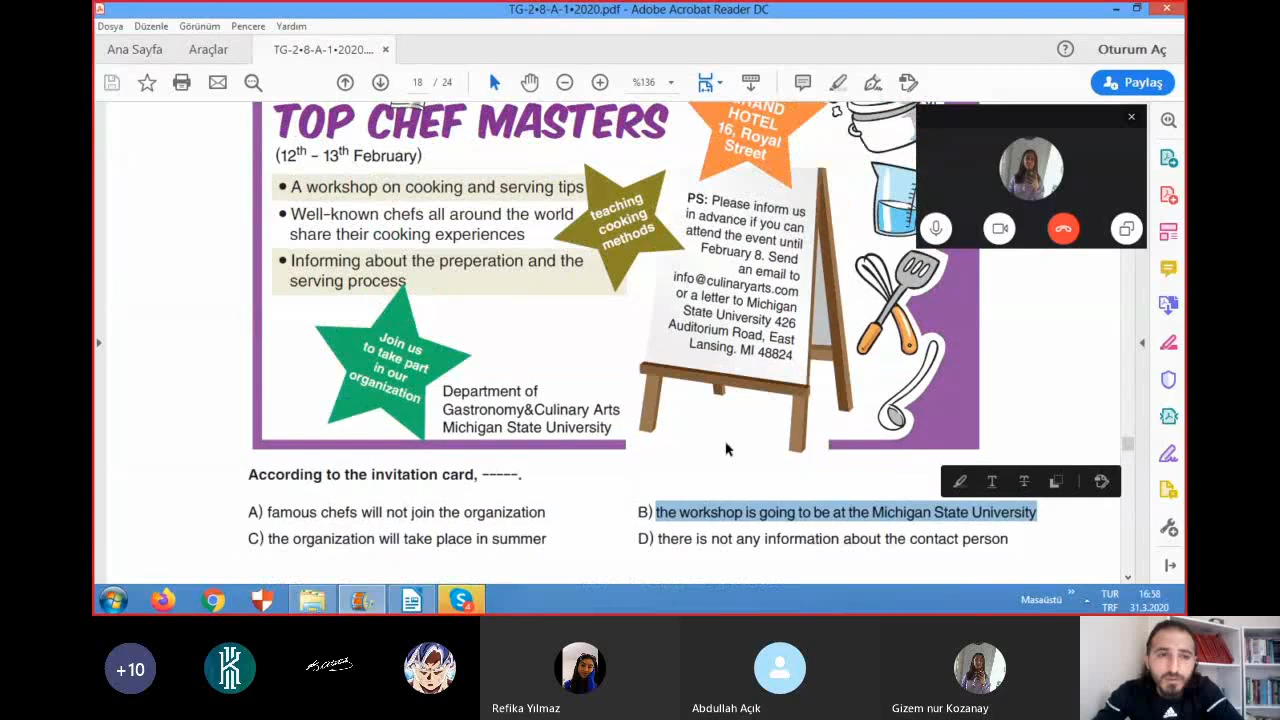 TG-2•8-A-1•2020.pdf - Adobe Acrobat Reader DC
Dosya Düzenle Görünüm Pencere Yardım
Ana Sayfa Araçlar TG-2•8-A-1•2020.... × Oturum Aç
18 / 24 %136 Paylaş
TOP CHEF MASTERS
(12th – 13th February)
• A workshop on cooking and serving tips
• Well-known chefs all around the world
share their cooking experiences
• Informing about the preparation and the
serving process
teaching
cooking
methods
HOTEL
16, Royal
Street
PS: Please inform us
in advance if you can
attend the event until
February 8. Send
an email to
info@culinaryarts.com
or a letter to Michigan
State University 426
Auditorium Road, East
Lansing. MI 48824
Join us
to take part
in our
organization
Department of
Gastronomy&Culinary Arts
Michigan State University
According to the invitation card, -----.
A) famous chefs will not join the organization
B) the workshop is going to be at the Michigan State University
C) the organization will take place in summer
D) there is not any information about the contact person
Masaüstü » TUR 16:58
TRF 31.3.2020
+10
Refika Yılmaz
Abdullah Açık
Gizem nur Kozanay